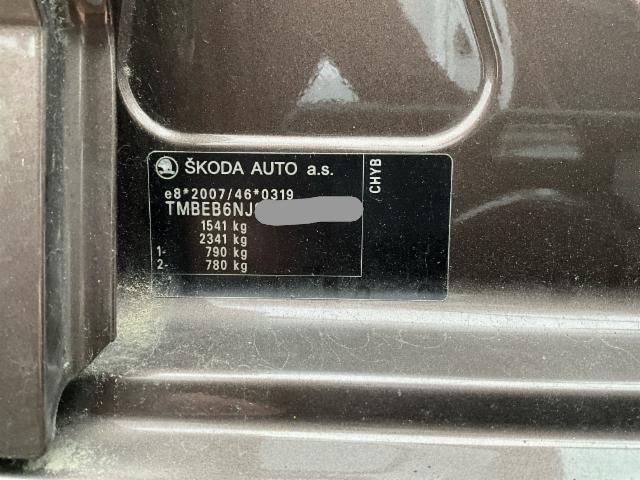 ŠKODA AUTO a.s.
e8*2007/46*0319
TMBEB6NJ
1541 kg
2341 kg
1- 790 kg
2- 780 kg
CHYB